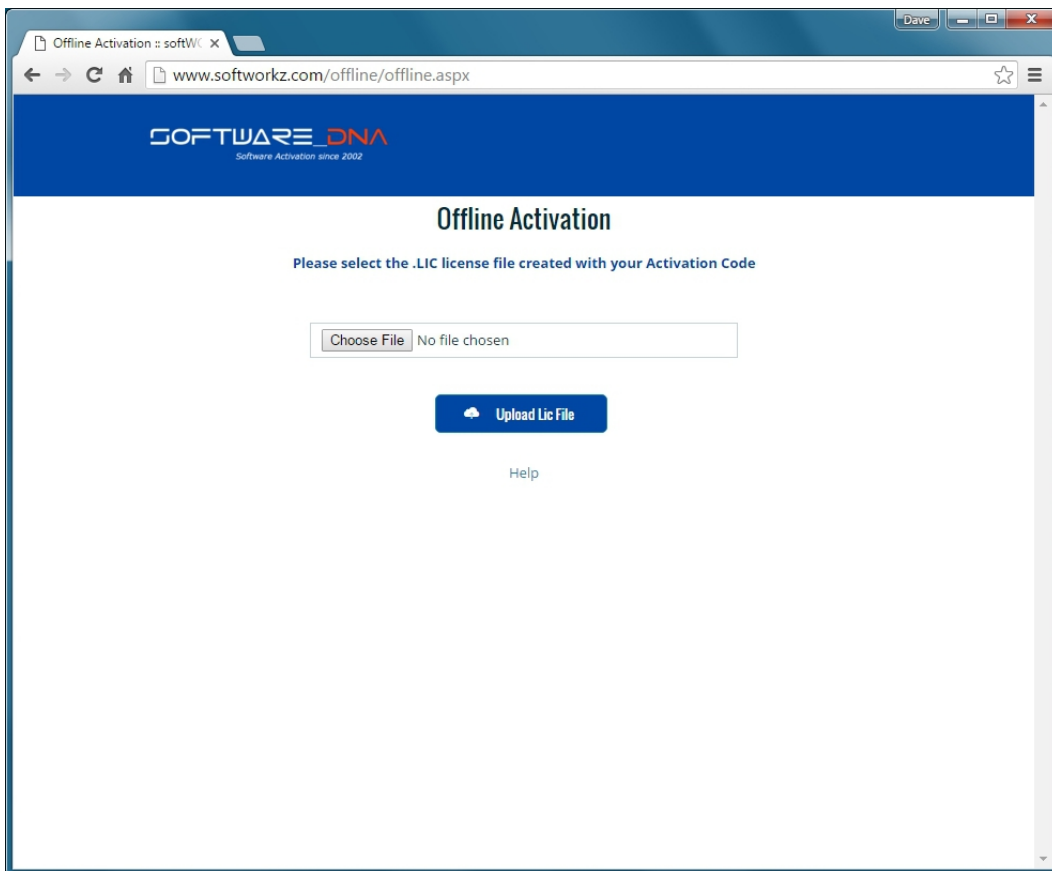 Dave
Offline Activation :: softWC
www.softworkz.com/offline/offline.aspx
SOFTWARE_DNA
Software Activation since 2002
Offline Activation
Please select the .LIC license file created with your Activation Code
Choose File No file chosen
Upload Lic File
Help